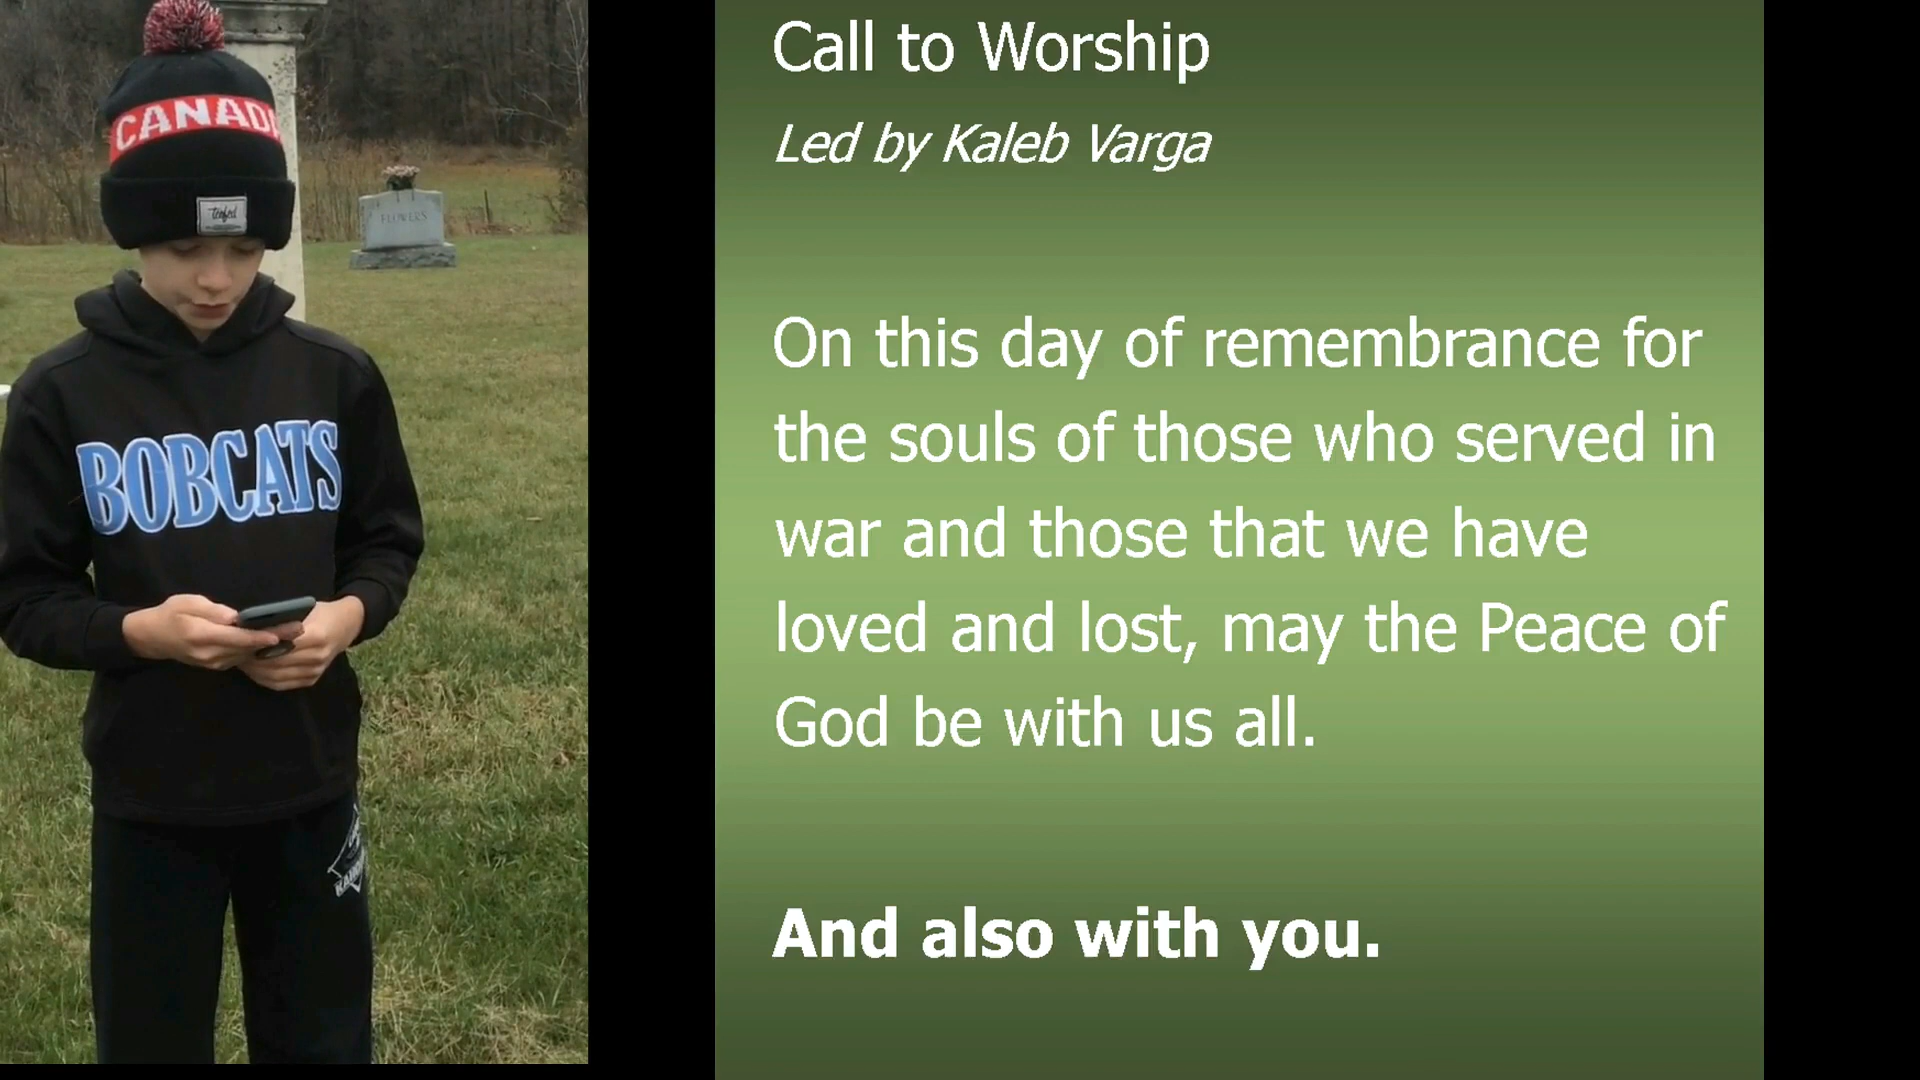 CANAD
FLOWERS
BOBCATS
Call to Worship
Led by Kaleb Varga
On this day of remembrance for
the souls of those who served in
war and those that we have
loved and lost, may the Peace of
God be with us all.
And also with you.